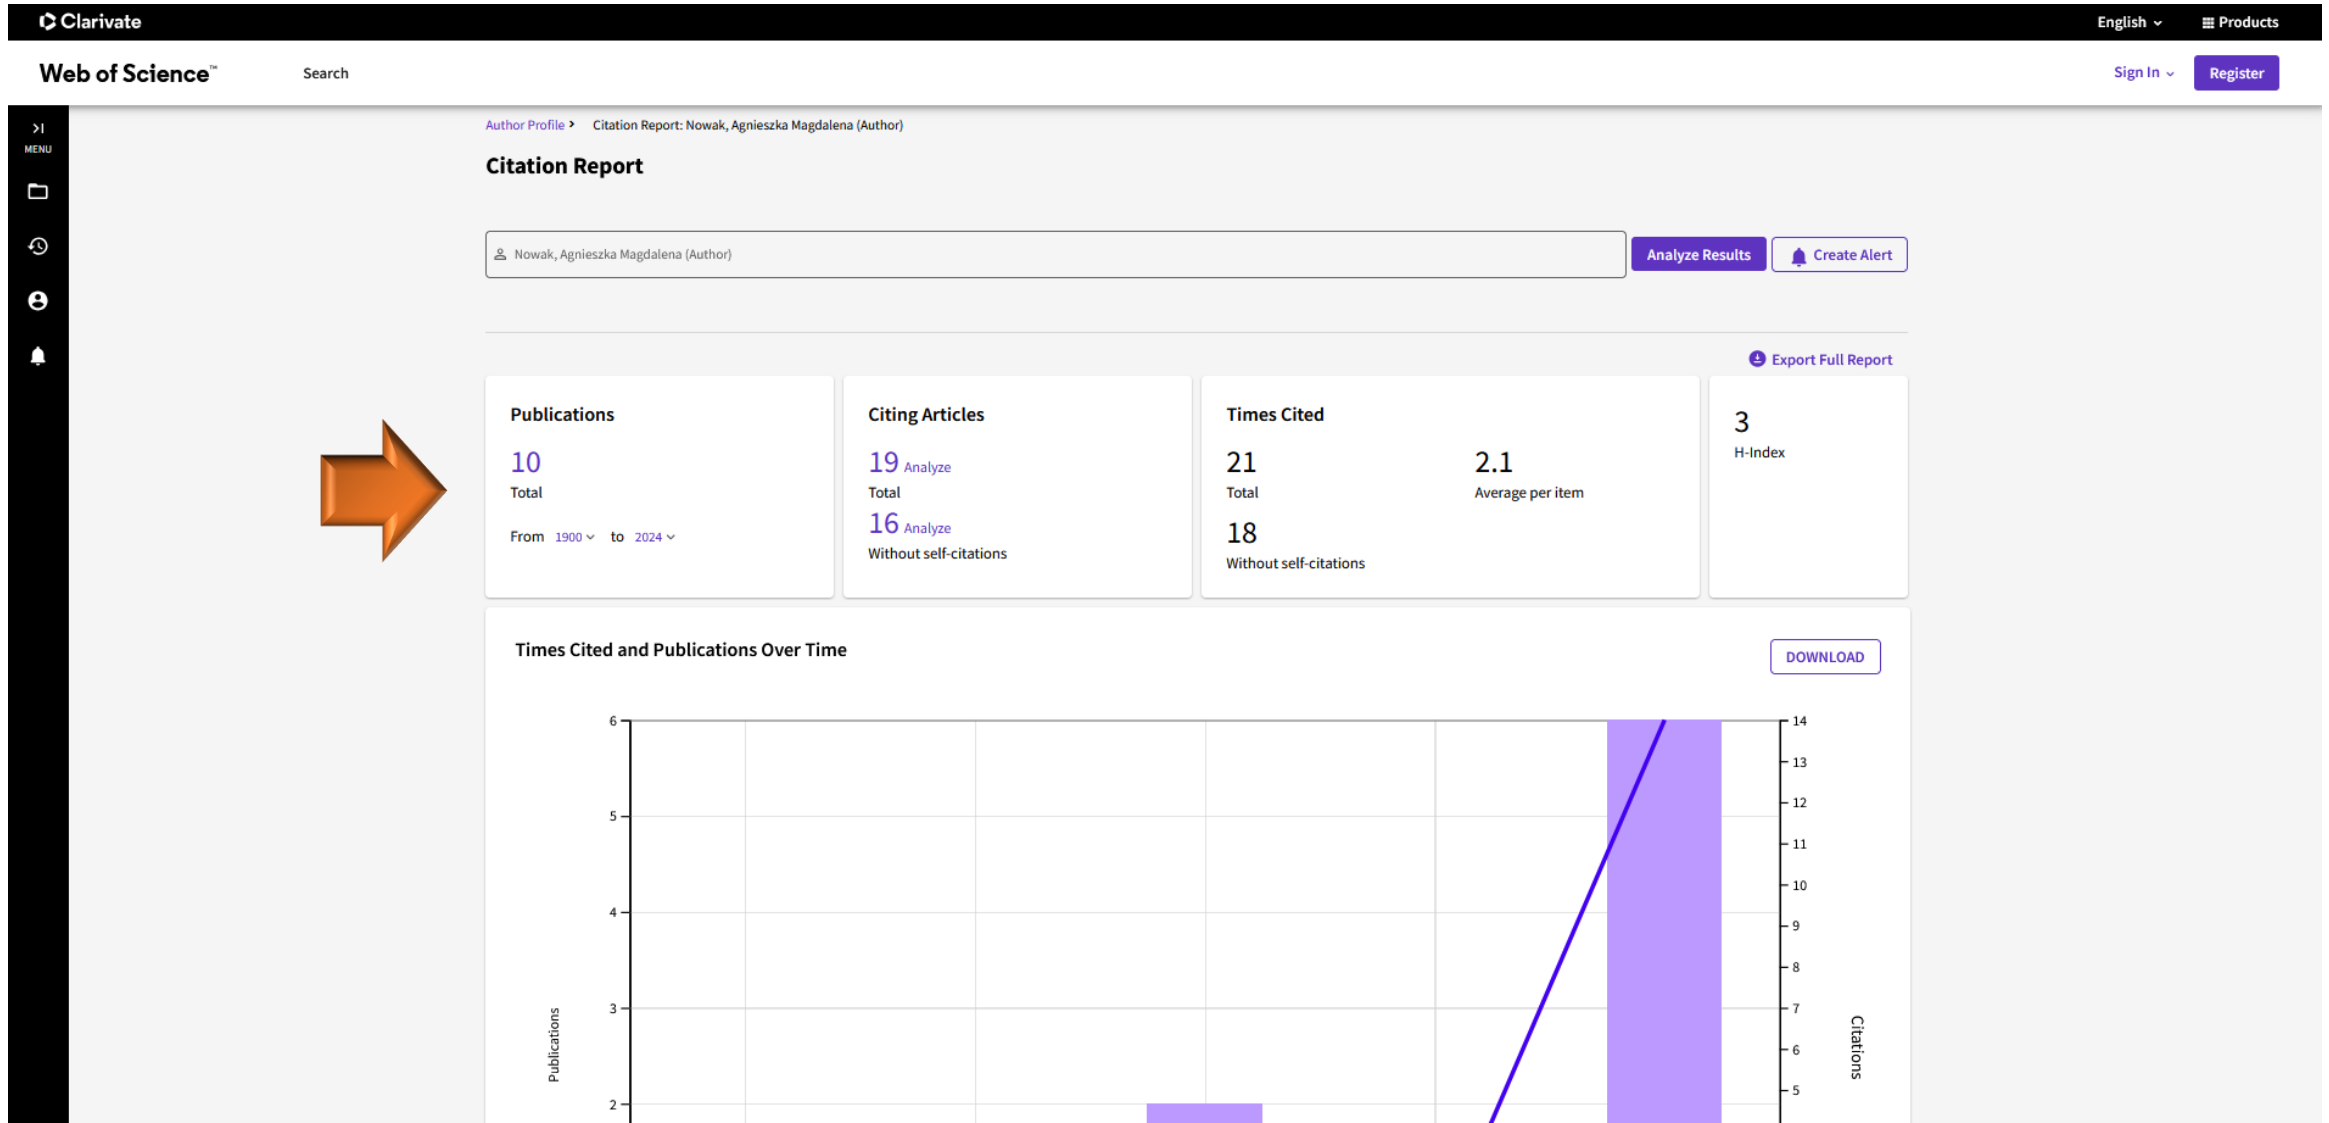 Clarivate
English
Products
Web of Science™
Search
Sign In
Register
MENU
Author Profile > Citation Report: Nowak, Agnieszka Magdalena (Author)
Citation Report
Nowak, Agnieszka Magdalena (Author)
Analyze Results
Create Alert
Export Full Report
Publications
10
Total
From 1900 to 2024
Citing Articles
19 Analyze
Total
16 Analyze
Without self-citations
Times Cited
21
Total
18
Without self-citations
2.1
Average per item
3
H-Index
Times Cited and Publications Over Time
DOWNLOAD
6
5
4
3
2
Publications
14
13
12
11
10
9
8
7
6
5
Citations